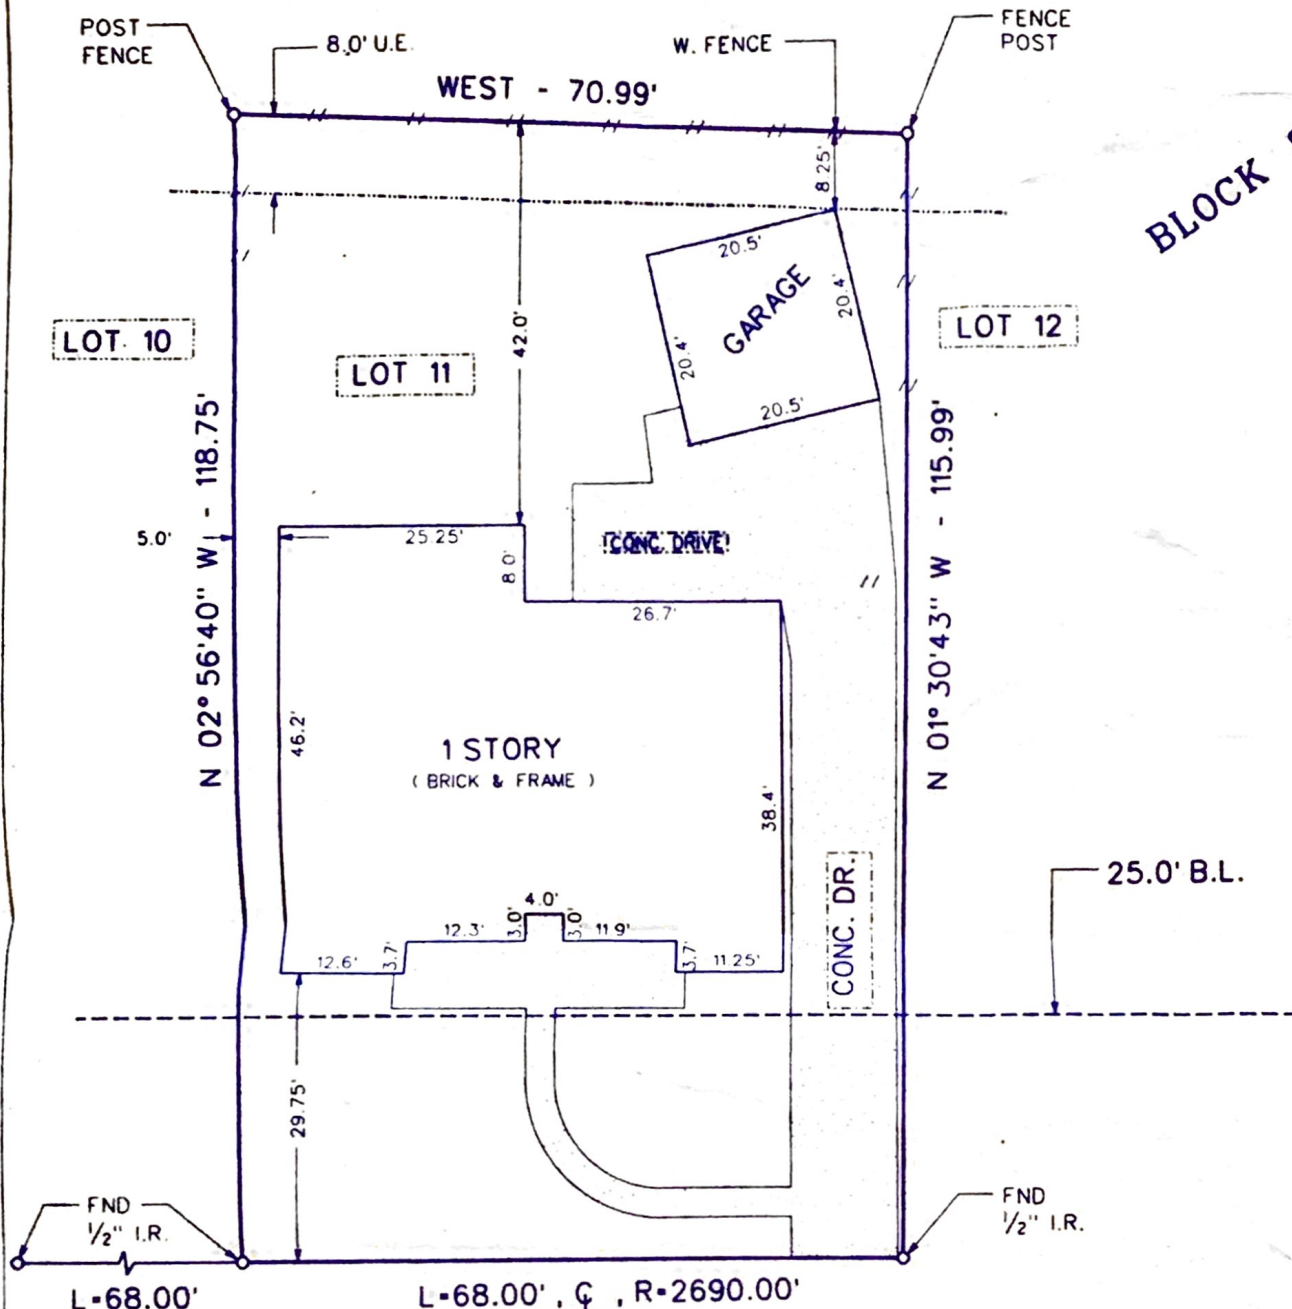 POST
FENCE
8.0' U.E.
W. FENCE
FENCE
POST
WEST - 70.99'
8.25'
BLOCK
20.5'
GARAGE
20.4'
20.4'
20.5'
LOT 10
LOT 11
LOT 12
42.0'
N 02° 56'40" W - 118.75'
N 01° 30'43" W - 115.99'
5.0'
25.25'
8.0'
CONC. DRIVE
26.7'
46.2'
1 STORY
( BRICK & FRAME )
38.4'
4.0'
3.0'
3.0'
12.3'
11.9'
12.6'
3.7'
3.7'
11.25'
CONC. DR.
25.0' B.L.
29.75'
FND
1/2" I.R.
FND
1/2" I.R.
L=68.00'
L=68.00', ℄, R=2690.00'